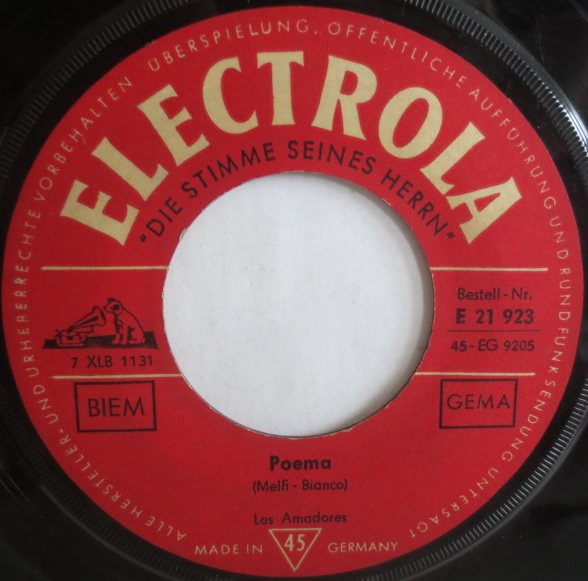 ALLE HERSTELLER- UND URHEBERRECHTE VORBEHALTEN ÜBERSPIELUNG, ÖFFENTLICHE AUFFÜHRUNG UND RUNDFUNKSENDUNG UNTERSAGT
ELECTROLA
"DIE STIMME SEINES HERRN"
7 XLB 1131
Bestell-Nr.
E 21 923
45-EG 9205
BIEM
GEMA
Poema
(Melfi - Bianco)
Los Amadores
MADE IN 45 GERMANY